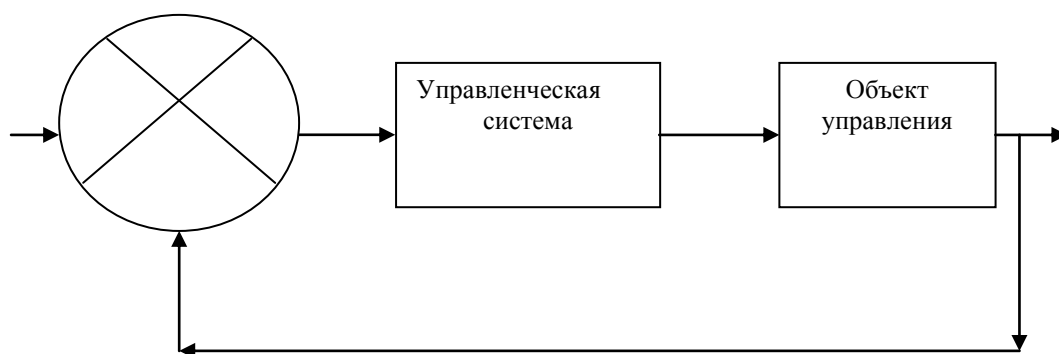 Управленческая
система
Объект
управления